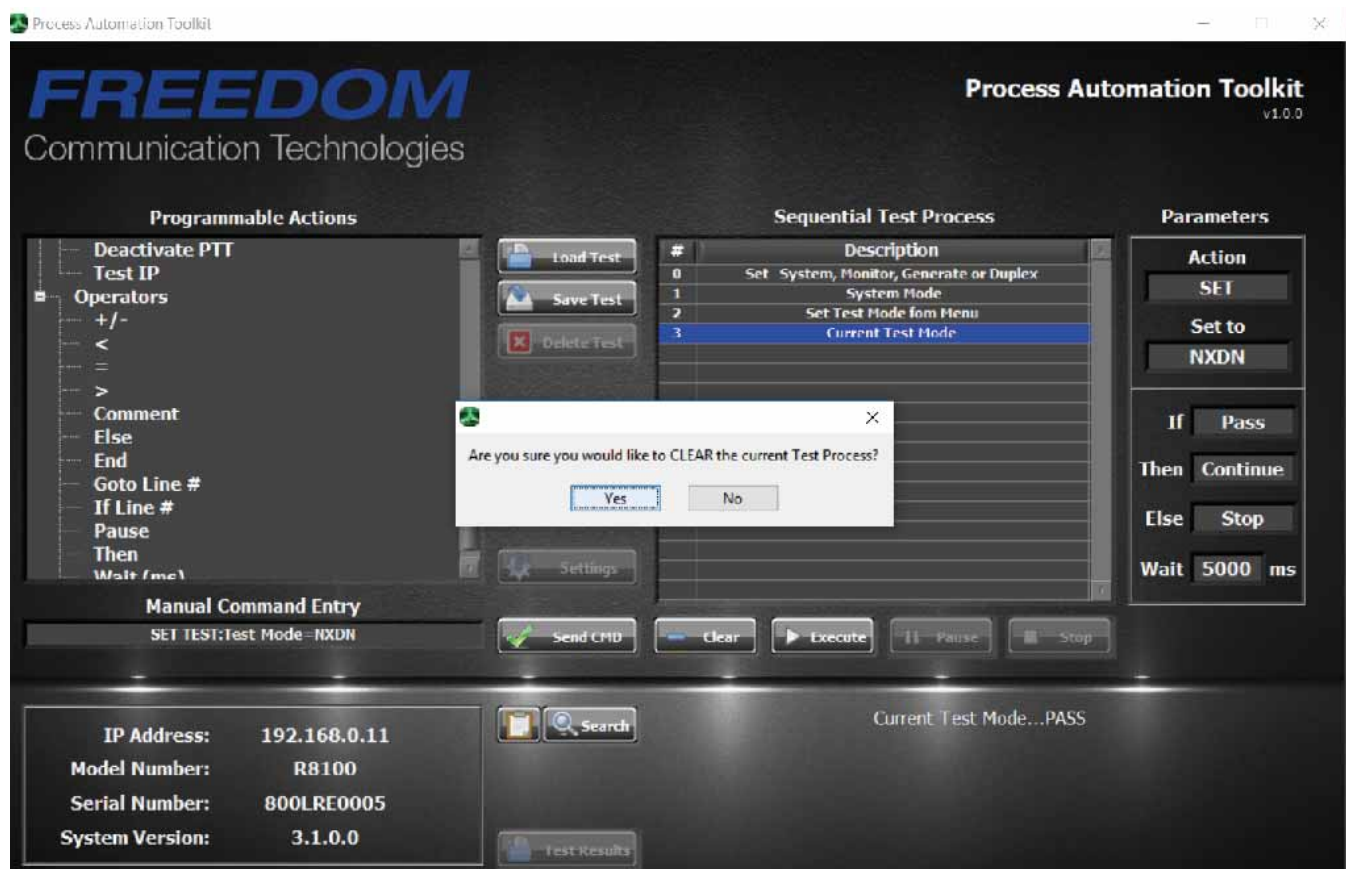 Process Automation Toolkit
FREEDOM
Communication Technologies
Process Automation Toolkit
v1.0.0
Programmable Actions
Deactivate PTT
Test IP
Operators
+/-
<
=
>
Comment
Else
End
Goto Line #
If Line #
Pause
Then
Wait (ms)
Load Test
Save Test
Delete Test
Settings
Sequential Test Process
# Description
0 Set System, Monitor, Generate or Duplex
1 System Mode
2 Set Test Mode fom Menu
3 Current Test Mode
Parameters
Action
SET
Set to
NXDN
If Pass
Then Continue
Else Stop
Wait 5000 ms
Are you sure you would like to CLEAR the current Test Process?
Yes No
Manual Command Entry
SET TEST:Test Mode=NXDN
Send CMD Clear Execute Pause Stop
IP Address: 192.168.0.11
Model Number: R8100
Serial Number: 800LRE0005
System Version: 3.1.0.0
Search
Test Results
Current Test Mode...PASS